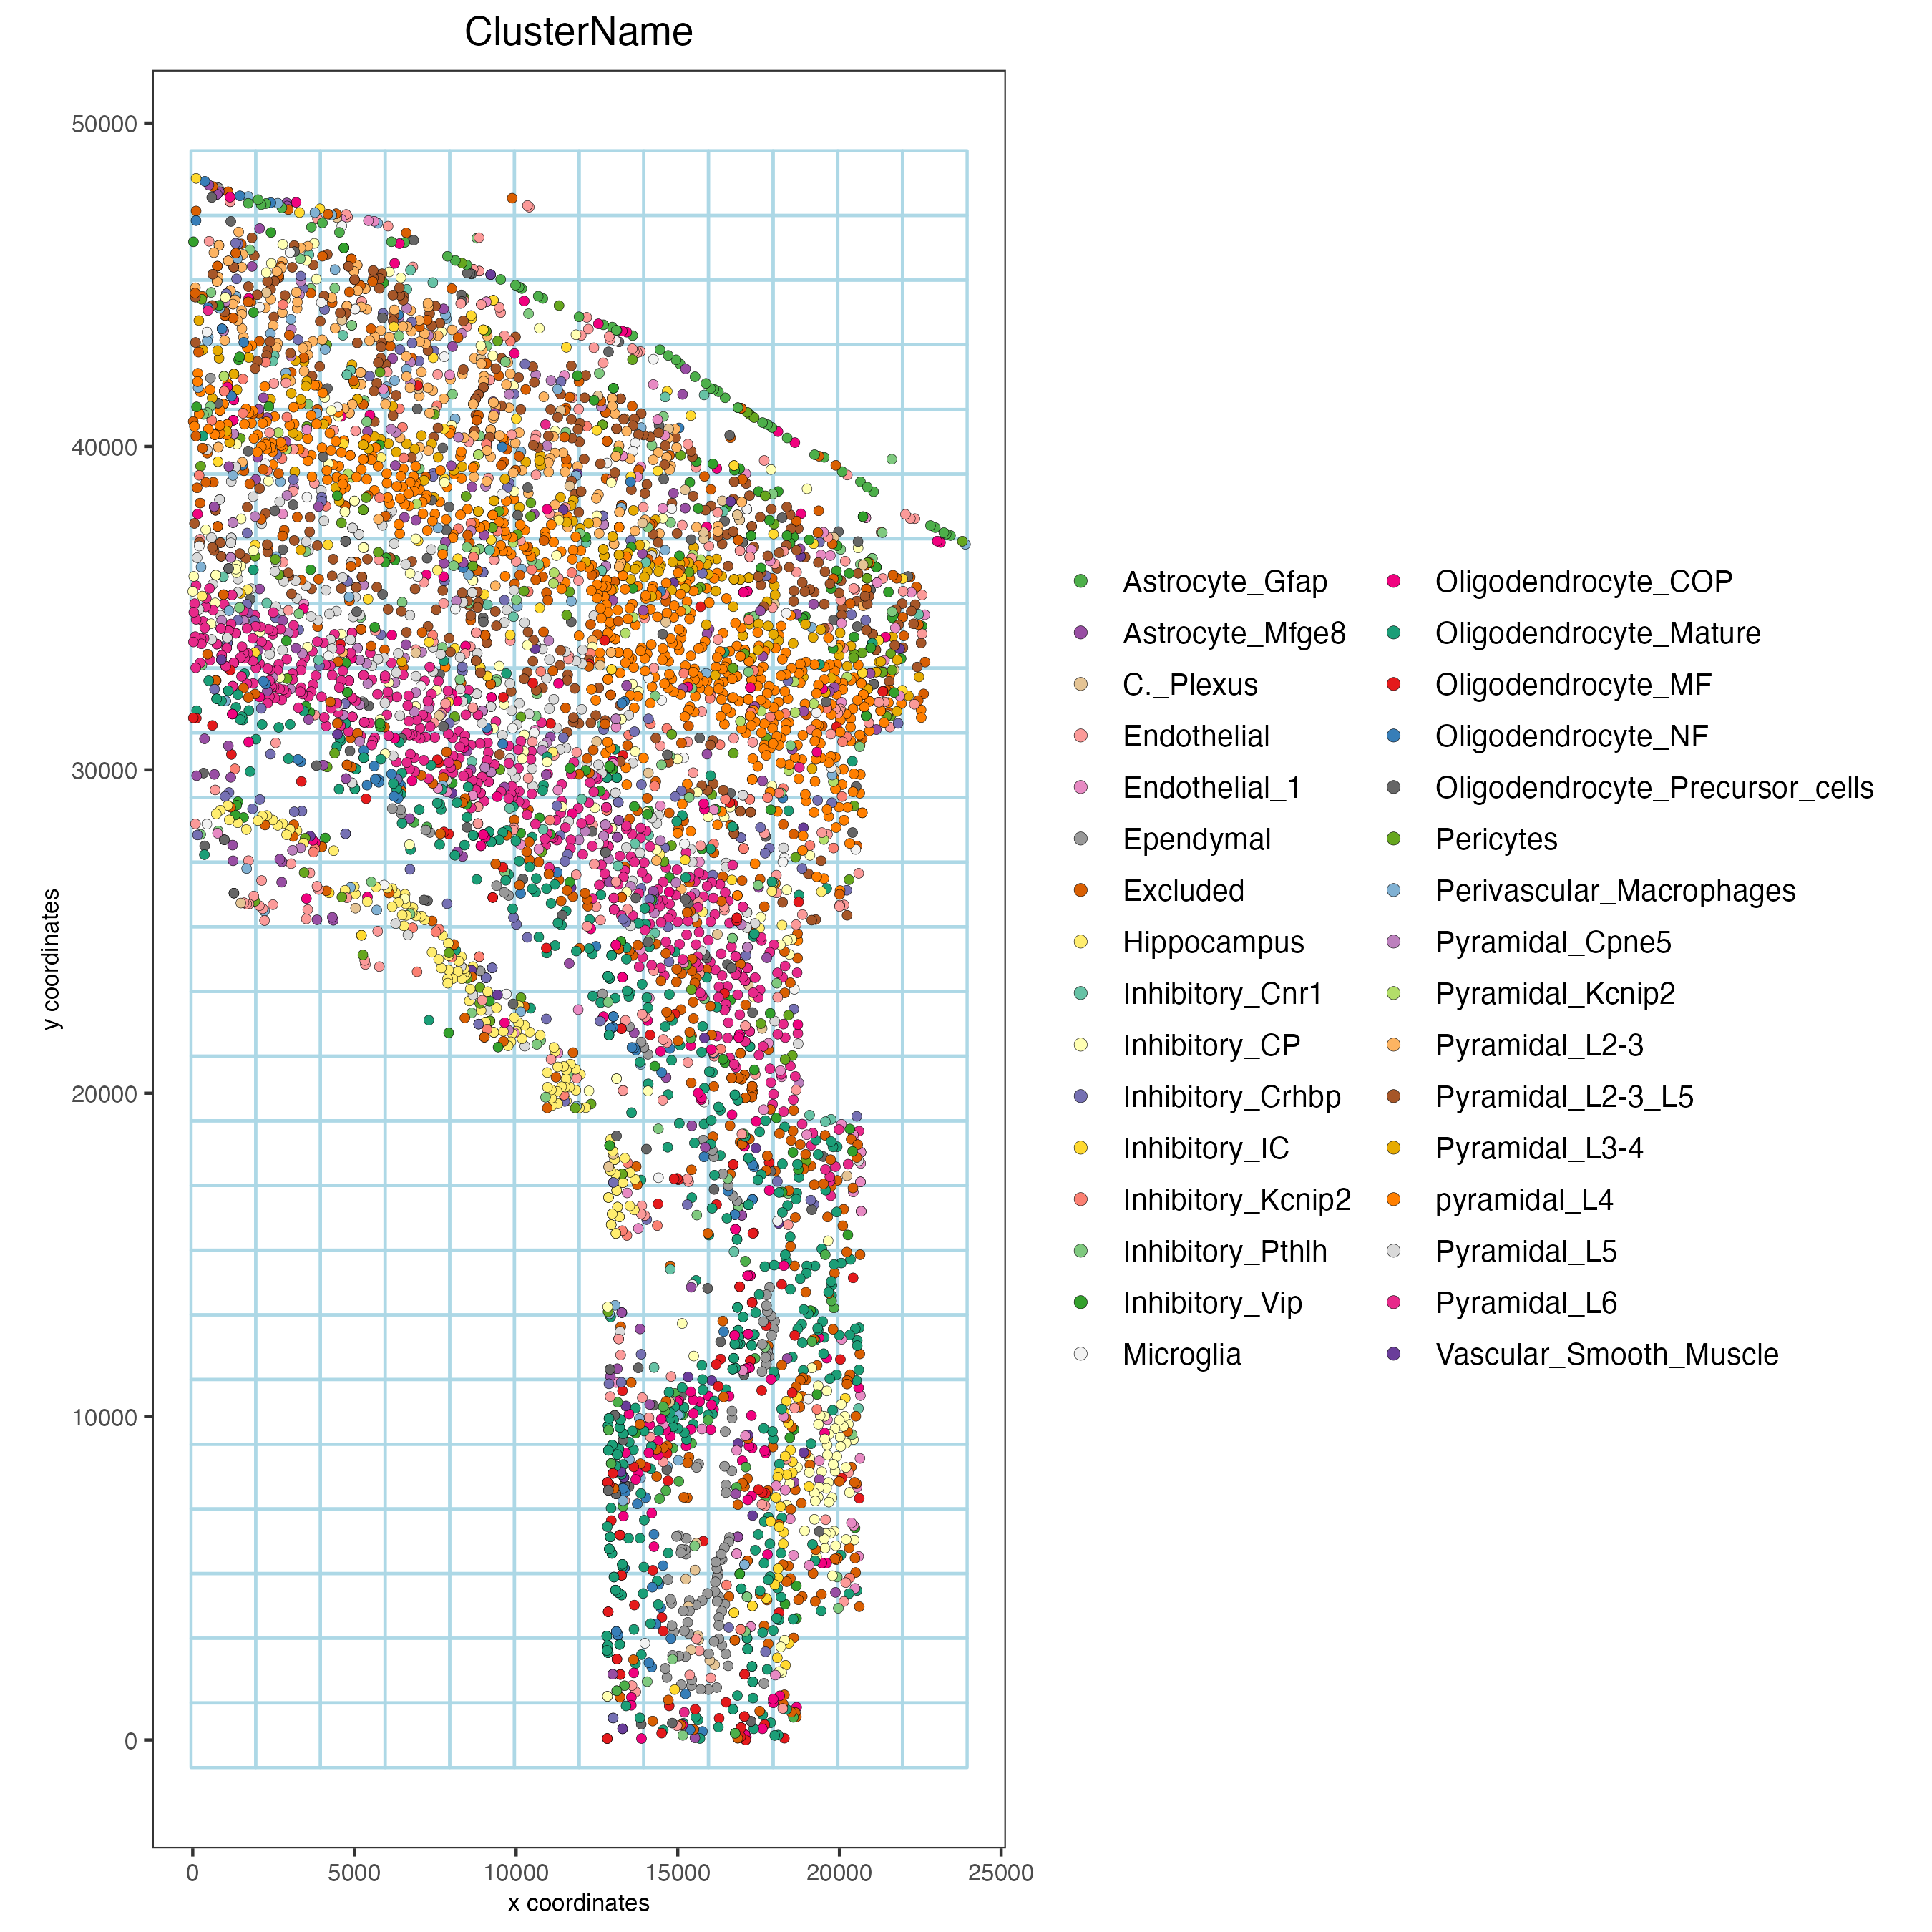 ClusterName
50000
40000
30000
20000
10000
0
y coordinates
0 5000 10000 15000 20000 25000
x coordinates
Astrocyte_Gfap
Astrocyte_Mfge8
C._Plexus
Endothelial
Endothelial_1
Ependymal
Excluded
Hippocampus
Inhibitory_Cnr1
Inhibitory_CP
Inhibitory_Crhbp
Inhibitory_IC
Inhibitory_Kcnip2
Inhibitory_Pthlh
Inhibitory_Vip
Microglia
Oligodendrocyte_COP
Oligodendrocyte_Mature
Oligodendrocyte_MF
Oligodendrocyte_NF
Oligodendrocyte_Precursor_cells
Pericytes
Perivascular_Macrophages
Pyramidal_Cpne5
Pyramidal_Kcnip2
Pyramidal_L2-3
Pyramidal_L2-3_L5
Pyramidal_L3-4
pyramidal_L4
Pyramidal_L5
Pyramidal_L6
Vascular_Smooth_Muscle